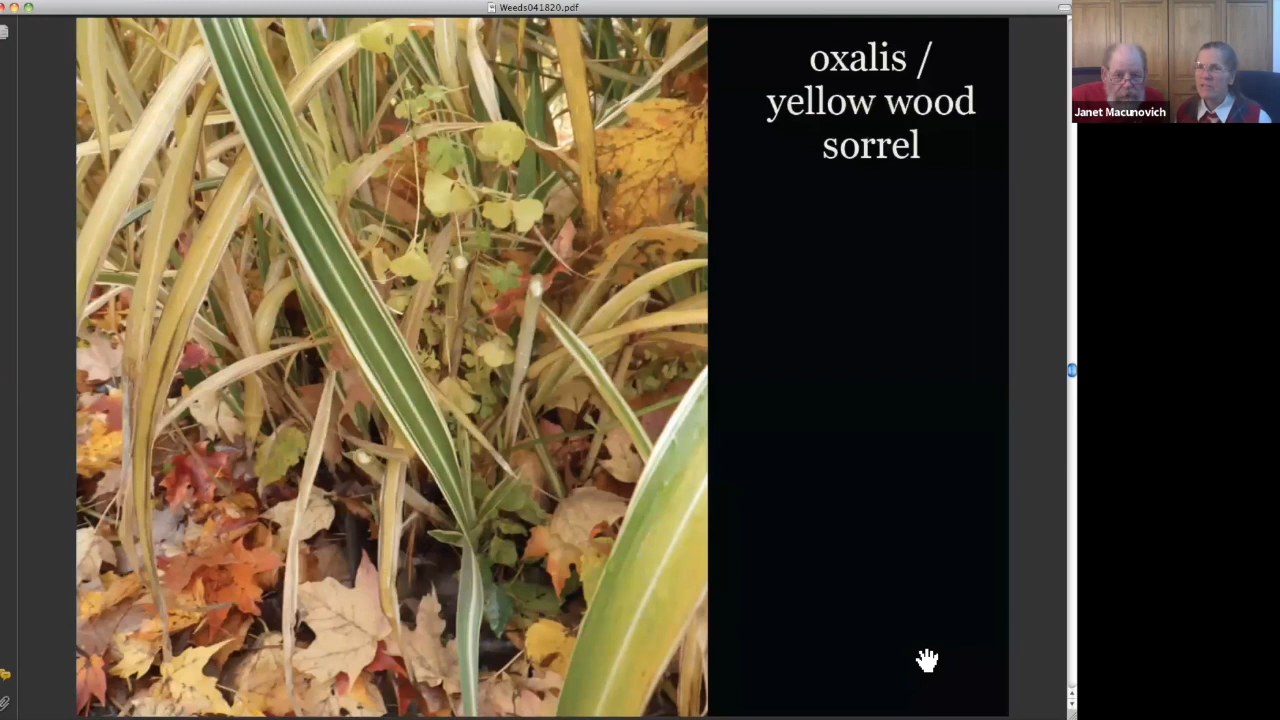 Weeds041820.pdf
oxalis /
yellow wood
sorrel
Janet Macunovich